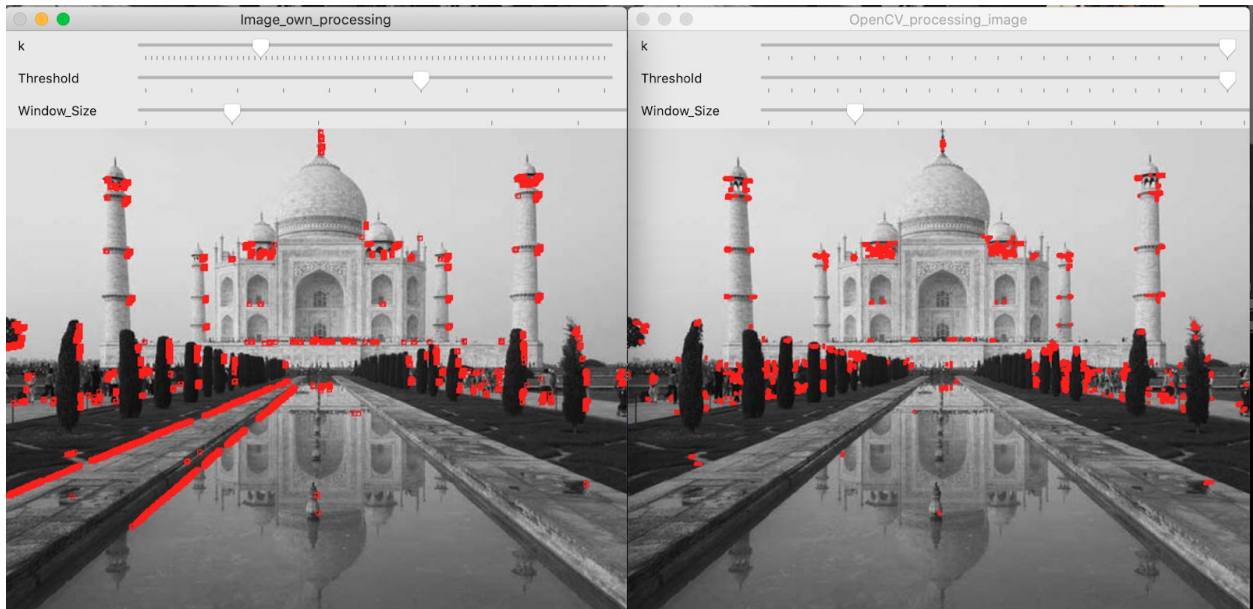 Image_own_processing
k
Threshold
Window_Size
OpenCV_processing_image
k
Threshold
Window_Size